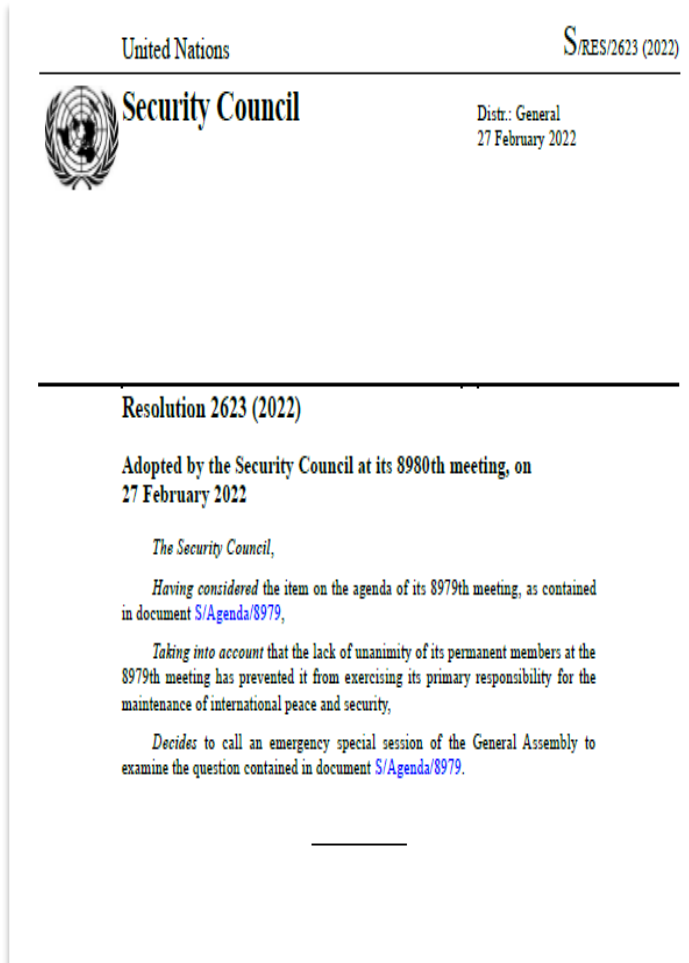 United Nations
S/RES/2623 (2022)
Security Council
Distr.: General
27 February 2022
Resolution 2623 (2022)
Adopted by the Security Council at its 8980th meeting, on
27 February 2022
The Security Council,
Having considered the item on the agenda of its 8979th meeting, as contained
in document S/Agenda/8979,
Taking into account that the lack of unanimity of its permanent members at the
8979th meeting has prevented it from exercising its primary responsibility for the
maintenance of international peace and security,
Decides to call an emergency special session of the General Assembly to
examine the question contained in document S/Agenda/8979.